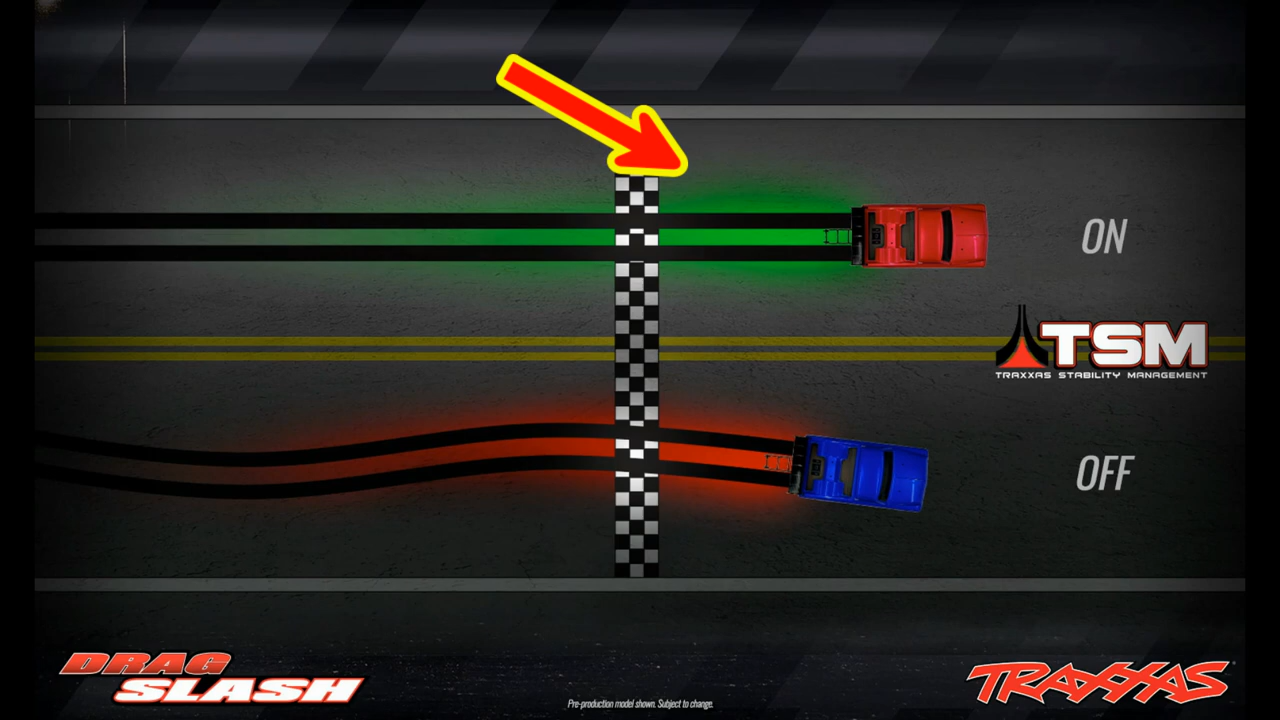 ON
TSM
TRAXXAS STABILITY MANAGEMENT
OFF
DRAG
SLASH
Pre-production model shown. Subject to change.
TRAXXAS